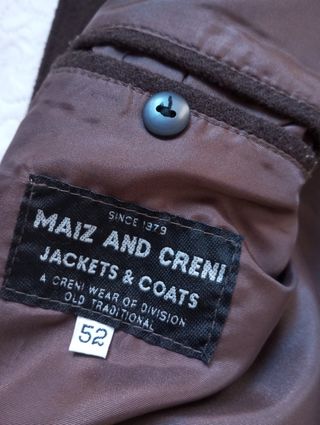 SINCE 1979
MAIZ AND CRENI
JACKETS & COATS
A CRENI WEAR OF DIVISION
OLD TRADITIONAL
52